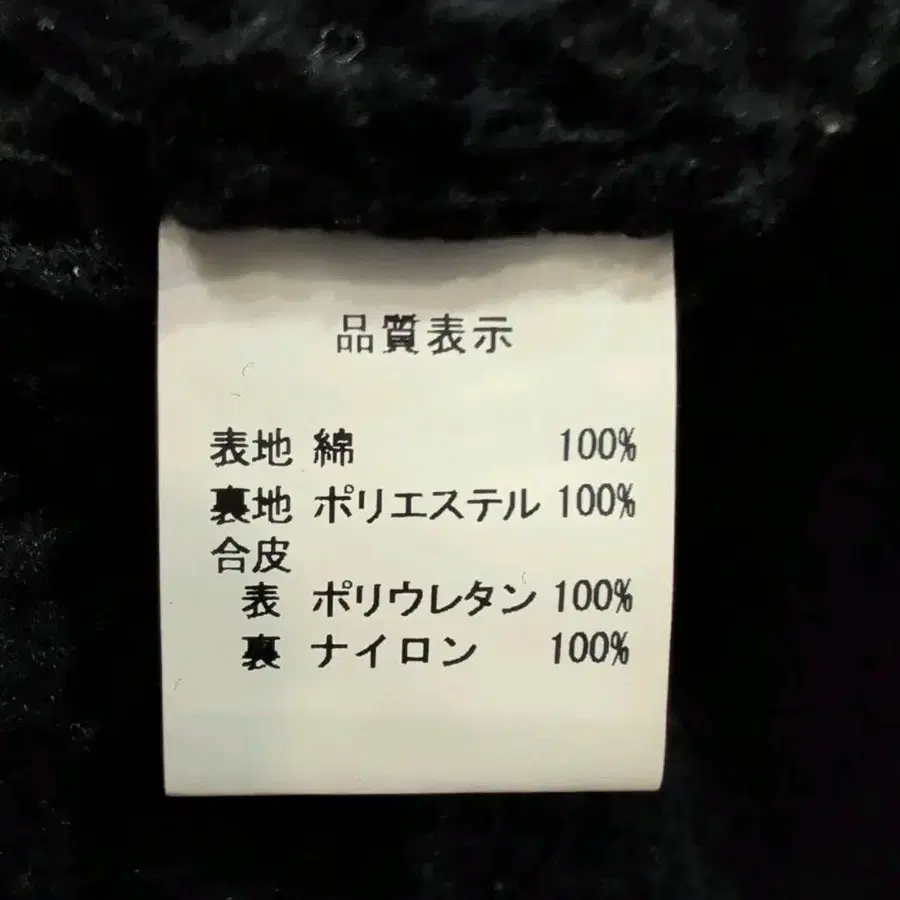 品質表示
表地 綿 100%
裏地 ポリエステル 100%
合皮
表 ポリウレタン 100%
裏 ナイロン 100%